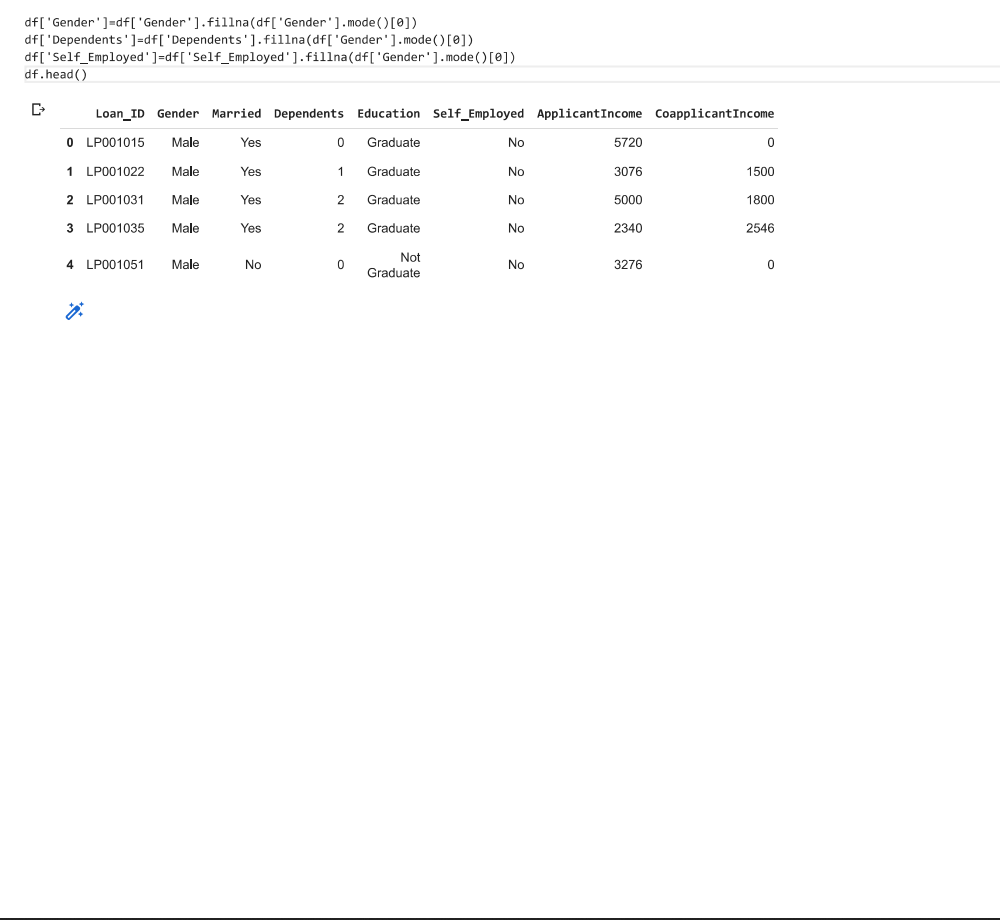 df['Gender']=df['Gender'].fillna(df['Gender'].mode()[0])
df['Dependents']=df['Dependents'].fillna(df['Gender'].mode()[0])
df['Self_Employed']=df['Self_Employed'].fillna(df['Gender'].mode()[0])
df.head()
Loan_ID Gender Married Dependents Education Self_Employed ApplicantIncome CoapplicantIncome
0 LP001015 Male Yes 0 Graduate No 5720 0
1 LP001022 Male Yes 1 Graduate No 3076 1500
2 LP001031 Male Yes 2 Graduate No 5000 1800
3 LP001035 Male Yes 2 Graduate No 2340 2546
4 LP001051 Male No 0 Not Graduate No 3276 0